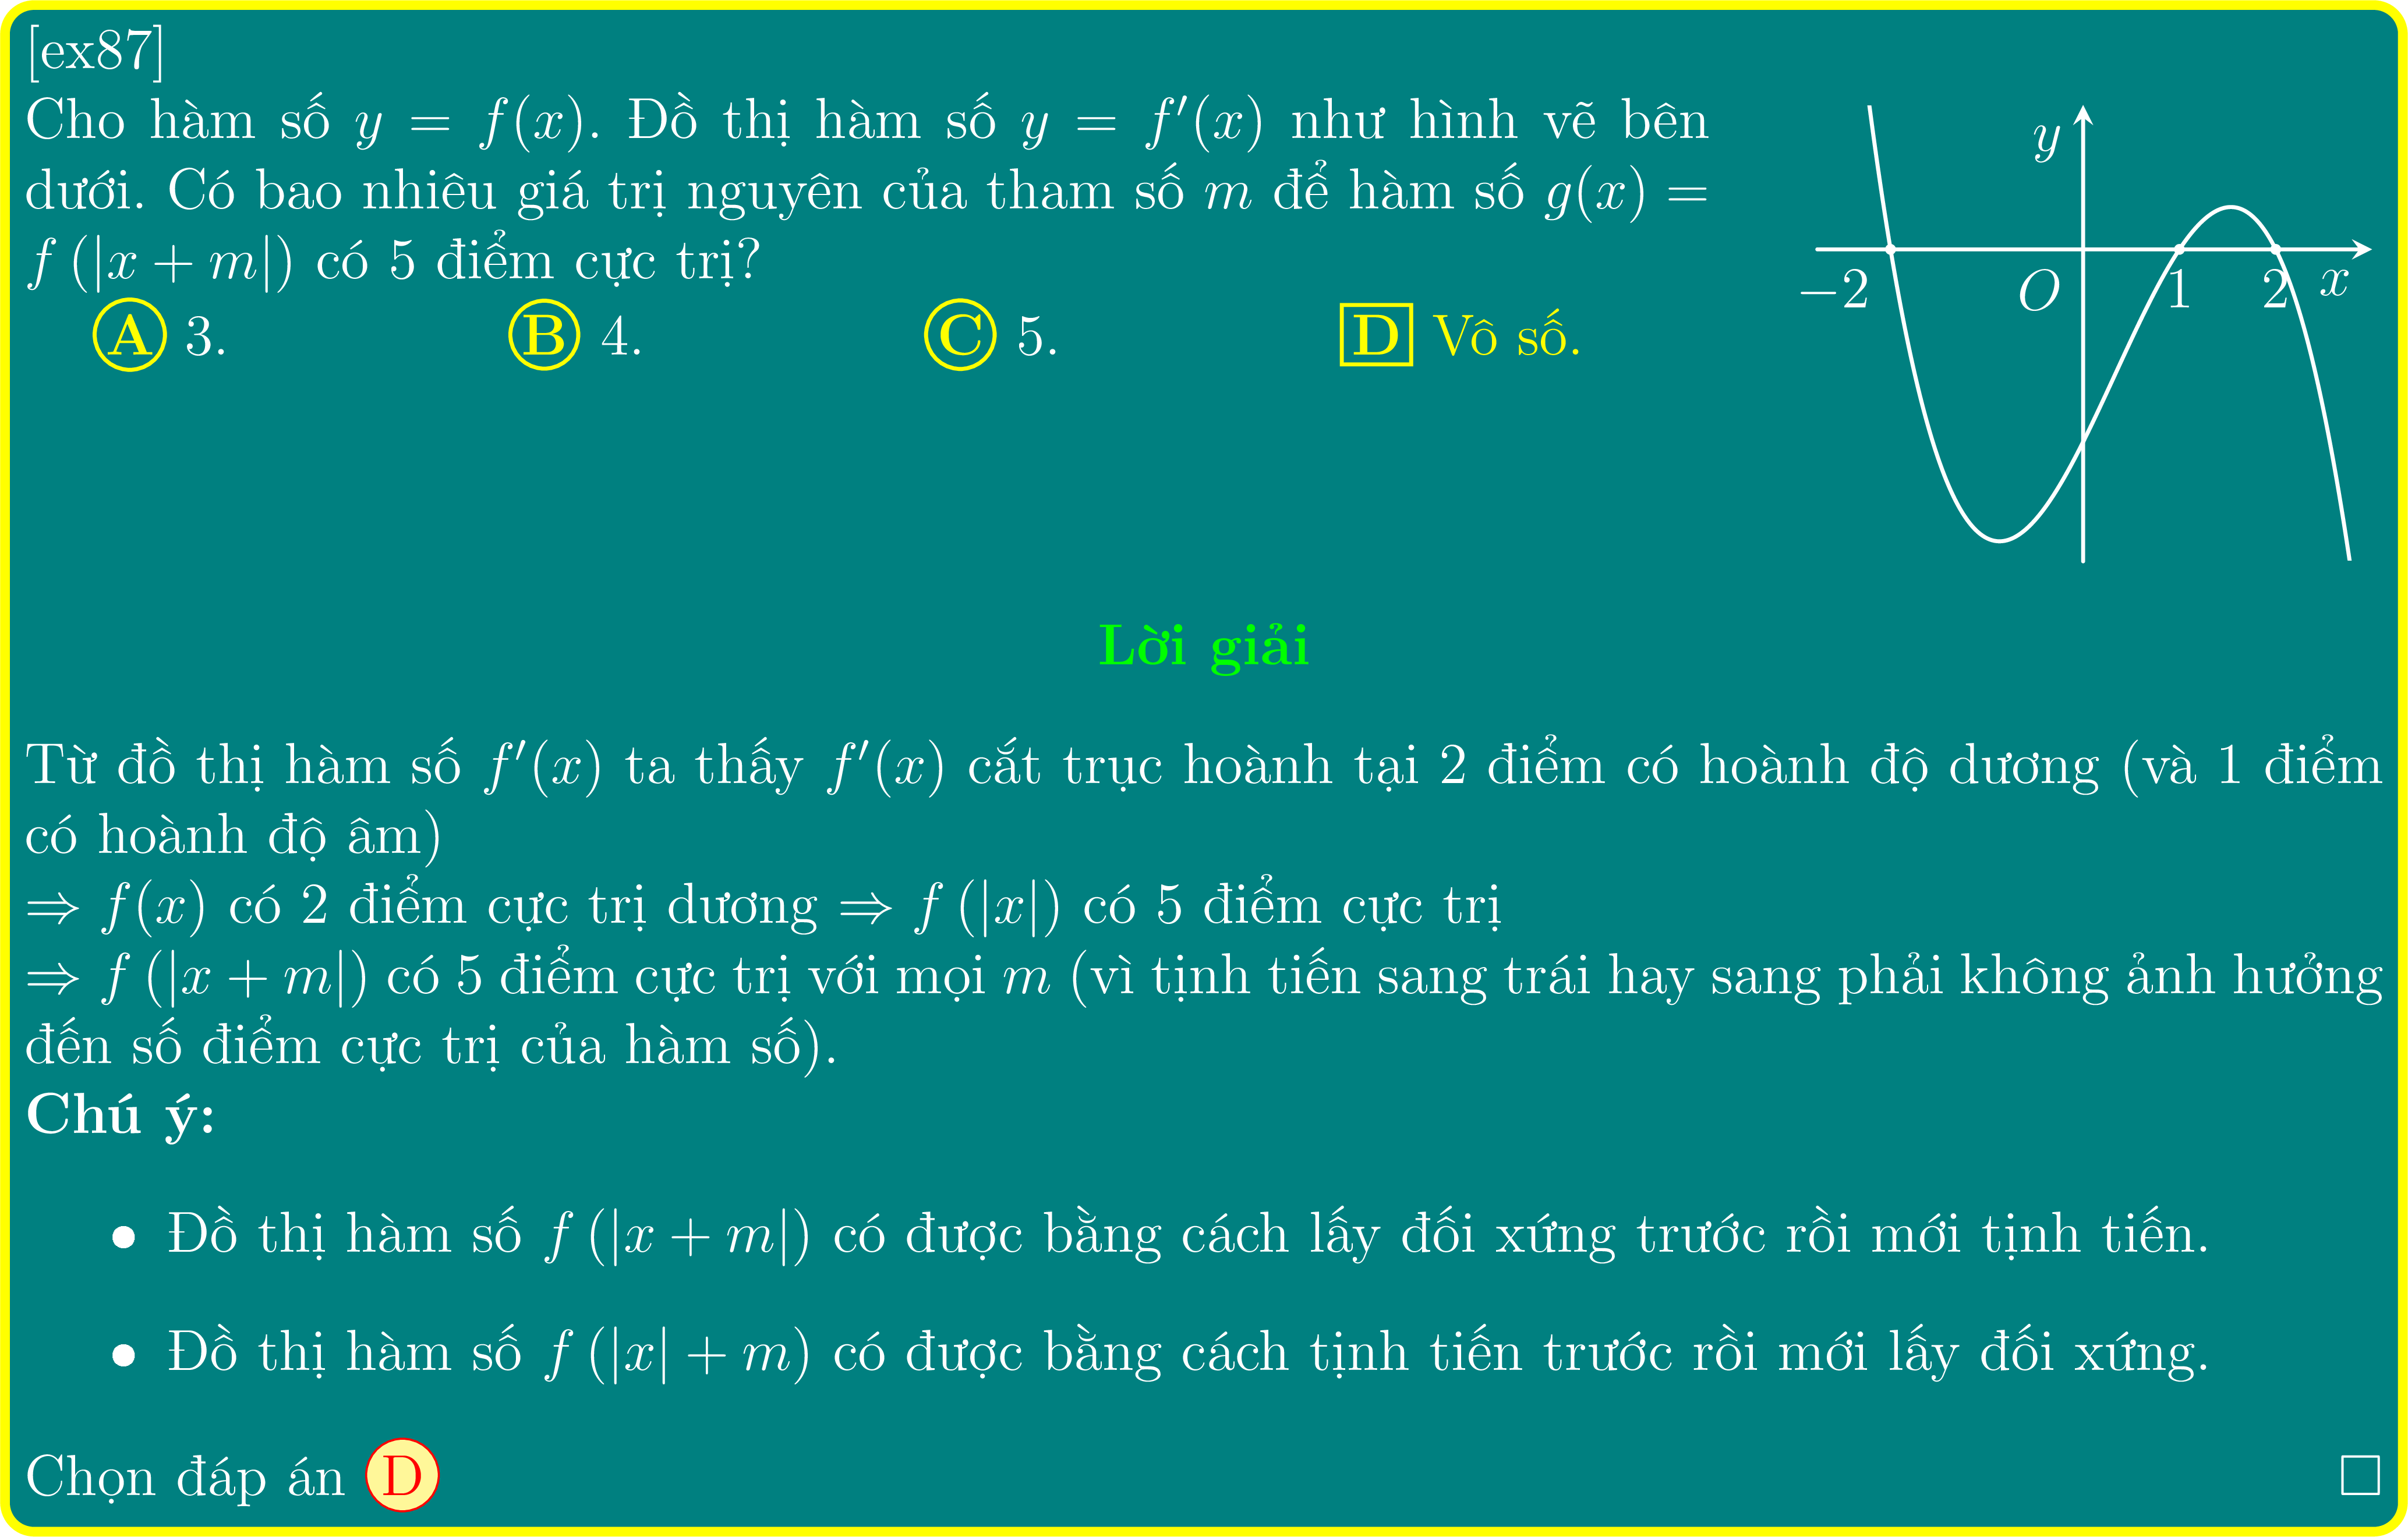 [ex87]
Cho hàm số y = f(x). Đồ thị hàm số y = f′(x) như hình vẽ bên
dưới. Có bao nhiêu giá trị nguyên của tham số m để hàm số g(x) =
f (|x + m|) có 5 điểm cực trị?
A 3. B 4. C 5. D Vô số.
y
−2 O 1 2 x
Lời giải
Từ đồ thị hàm số f′(x) ta thấy f′(x) cắt trục hoành tại 2 điểm có hoành độ dương (và 1 điểm
có hoành độ âm)
⇒ f(x) có 2 điểm cực trị dương ⇒ f (|x|) có 5 điểm cực trị
⇒ f (|x + m|) có 5 điểm cực trị với mọi m (vì tịnh tiến sang trái hay sang phải không ảnh hưởng
đến số điểm cực trị của hàm số).
Chú ý:
• Đồ thị hàm số f (|x + m|) có được bằng cách lấy đối xứng trước rồi mới tịnh tiến.
• Đồ thị hàm số f (|x| + m) có được bằng cách tịnh tiến trước rồi mới lấy đối xứng.
Chọn đáp án D □